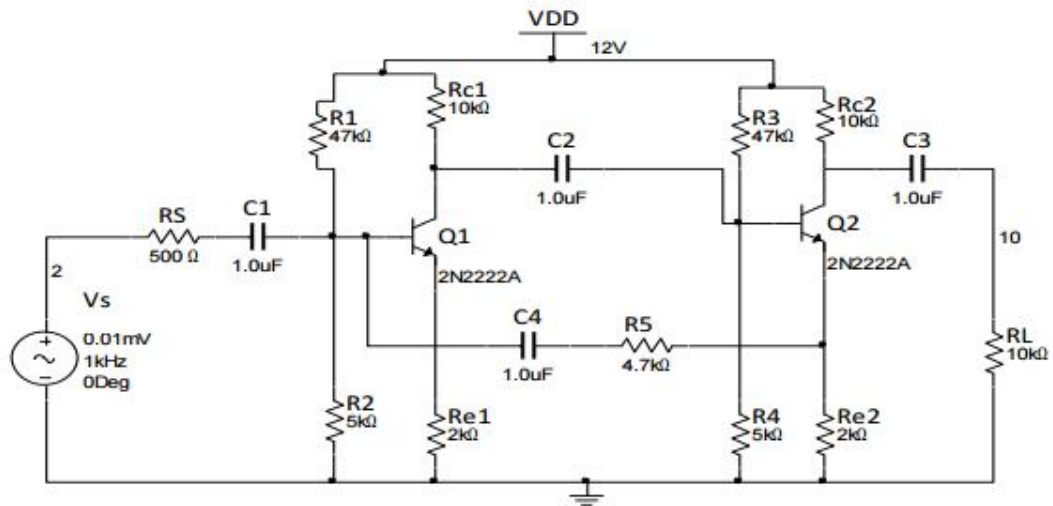 VDD
12V
Rc1
10kΩ
R1
47kΩ
R3
47kΩ
Rc2
10kΩ
C2
1.0uF
C3
1.0uF
RS
500 Ω
C1
1.0uF
Q1
2N2222A
Q2
2N2222A
10
2
Vs
0.01mV
1kHz
0Deg
C4
1.0uF
R5
4.7kΩ
RL
10kΩ
R2
5kΩ
Re1
2kΩ
R4
5kΩ
Re2
2kΩ